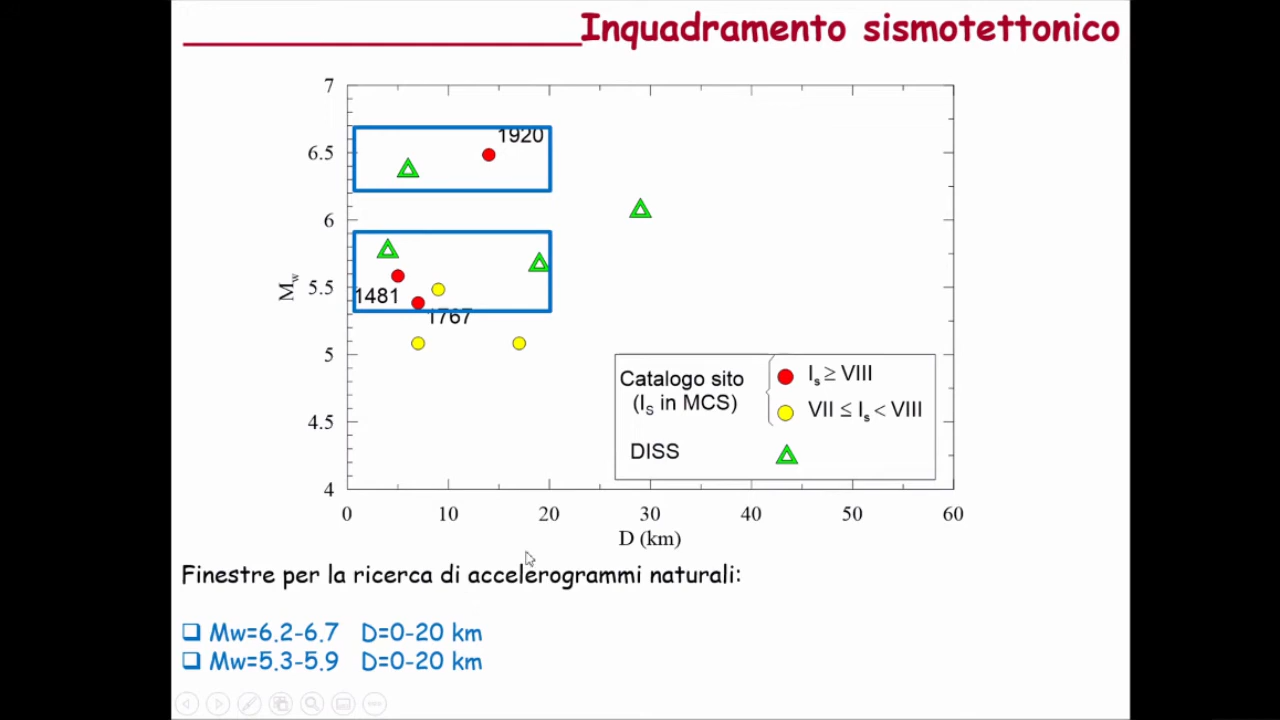 Inquadramento sismotettonico
7
6.5
6
5.5
5
4.5
4
Mw
1920
1481
1767
Catalogo sito
(IS in MCS)
Is ≥ VIII
VII ≤ Is < VIII
DISS
0 10 20 30 40 50 60
D (km)
Finestre per la ricerca di accelerogrammi naturali:
❑ Mw=6.2-6.7 D=0-20 km
❑ Mw=5.3-5.9 D=0-20 km